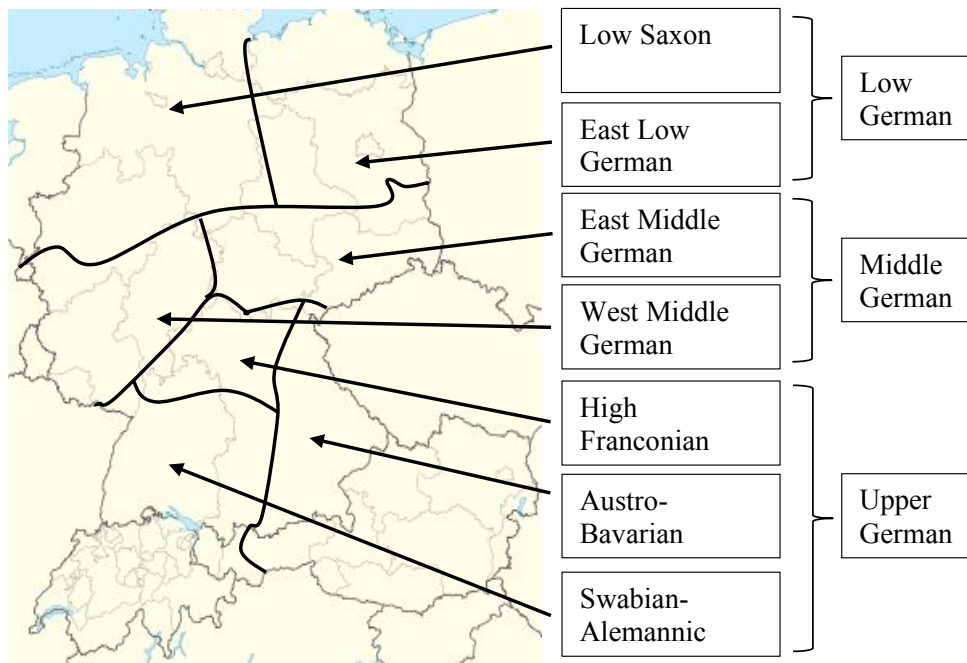 Low Saxon
East Low
German
East Middle
German
West Middle
German
High
Franconian
Austro-
Bavarian
Swabian-
Alemannic
Low
German
Middle
German
Upper
German